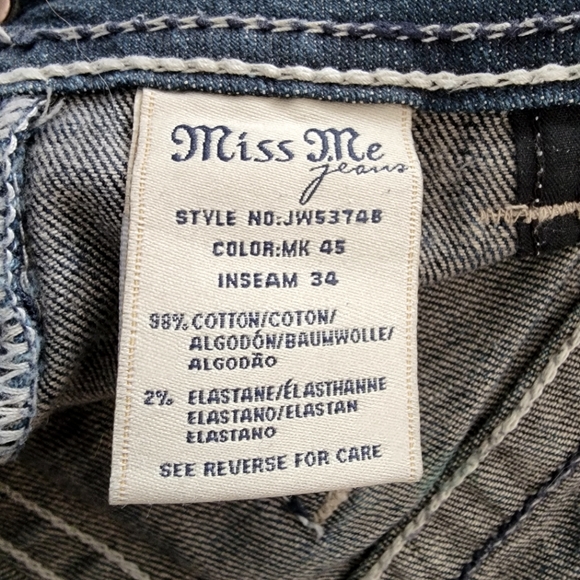 Miss Me
jeans
STYLE NO:JW5374B
COLOR:MK 45
INSEAM 34
98% COTTON/COTON/
ALGODÓN/BAUMWOLLE/
ALGODÃO
2% ELASTANE/ÉLASTHANNE
ELASTANO/ELASTAN
ELASTANO
SEE REVERSE FOR CARE